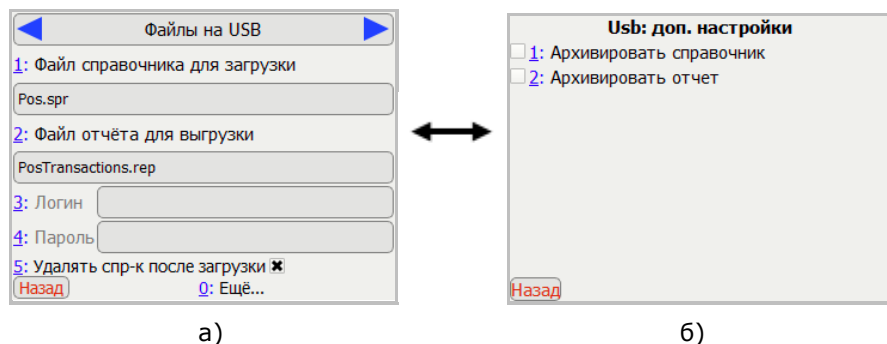 Файлы на USB
1: Файл справочника для загрузки
Pos.spr
2: Файл отчёта для выгрузки
PosTransactions.rep
3: Логин
4: Пароль
5: Удалять спр-к после загрузки
Назад 0: Ещё...
а)
Usb: доп. настройки
1: Архивировать справочник
2: Архивировать отчет
Назад
б)